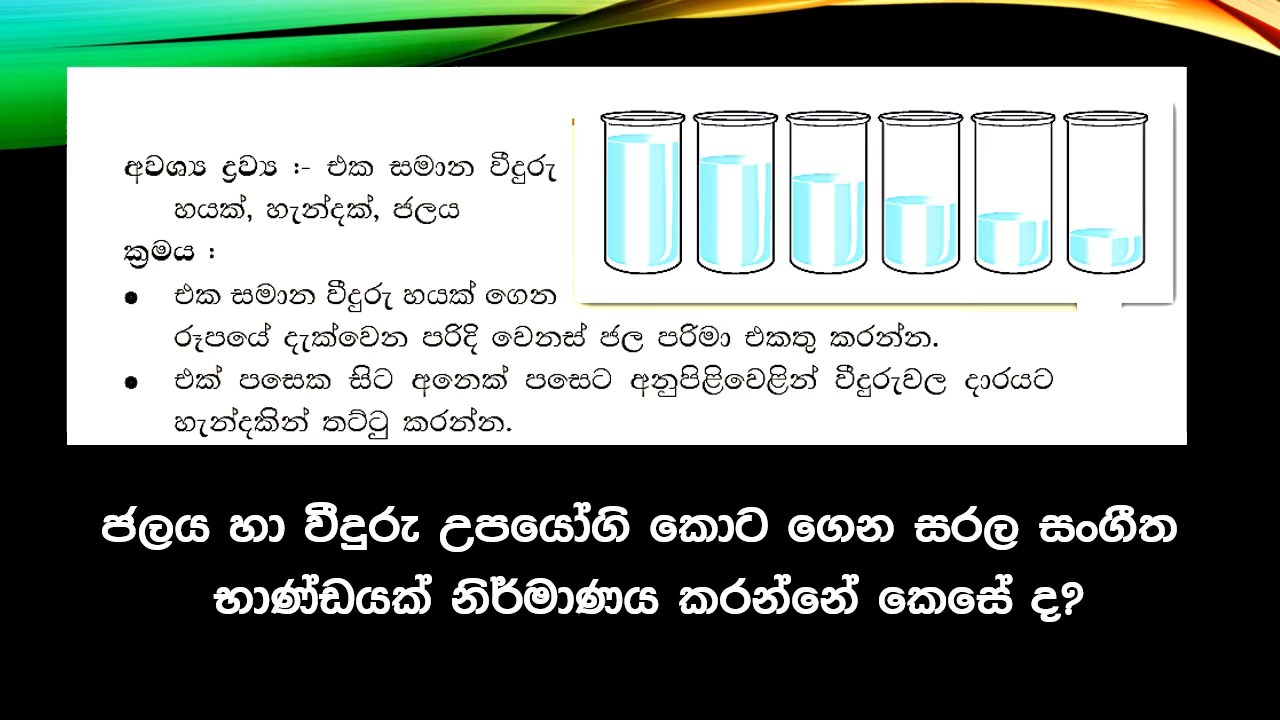 අවශ්‍ය ද්‍රව්‍ය :- එක සමාන වීදුරු
හයක්, හැන්දක්, ජලය
ක්‍රමය :
● එක සමාන වීදුරු හයක් ගෙන
රූපයේ දැක්වෙන පරිදි වෙනස් ජල පරිමා එකතු කරන්න.
● එක් පසෙක සිට අනෙක් පසෙට අනුපිළිවෙළින් වීදුරුවල දාරයට
හැන්දකින් තට්ටු කරන්න.
ජලය හා වීදුරු උපයෝගි කොට ගෙන සරල සංගීත
භාණ්ඩයක් නිර්මාණය කරන්නේ කෙසේ ද?